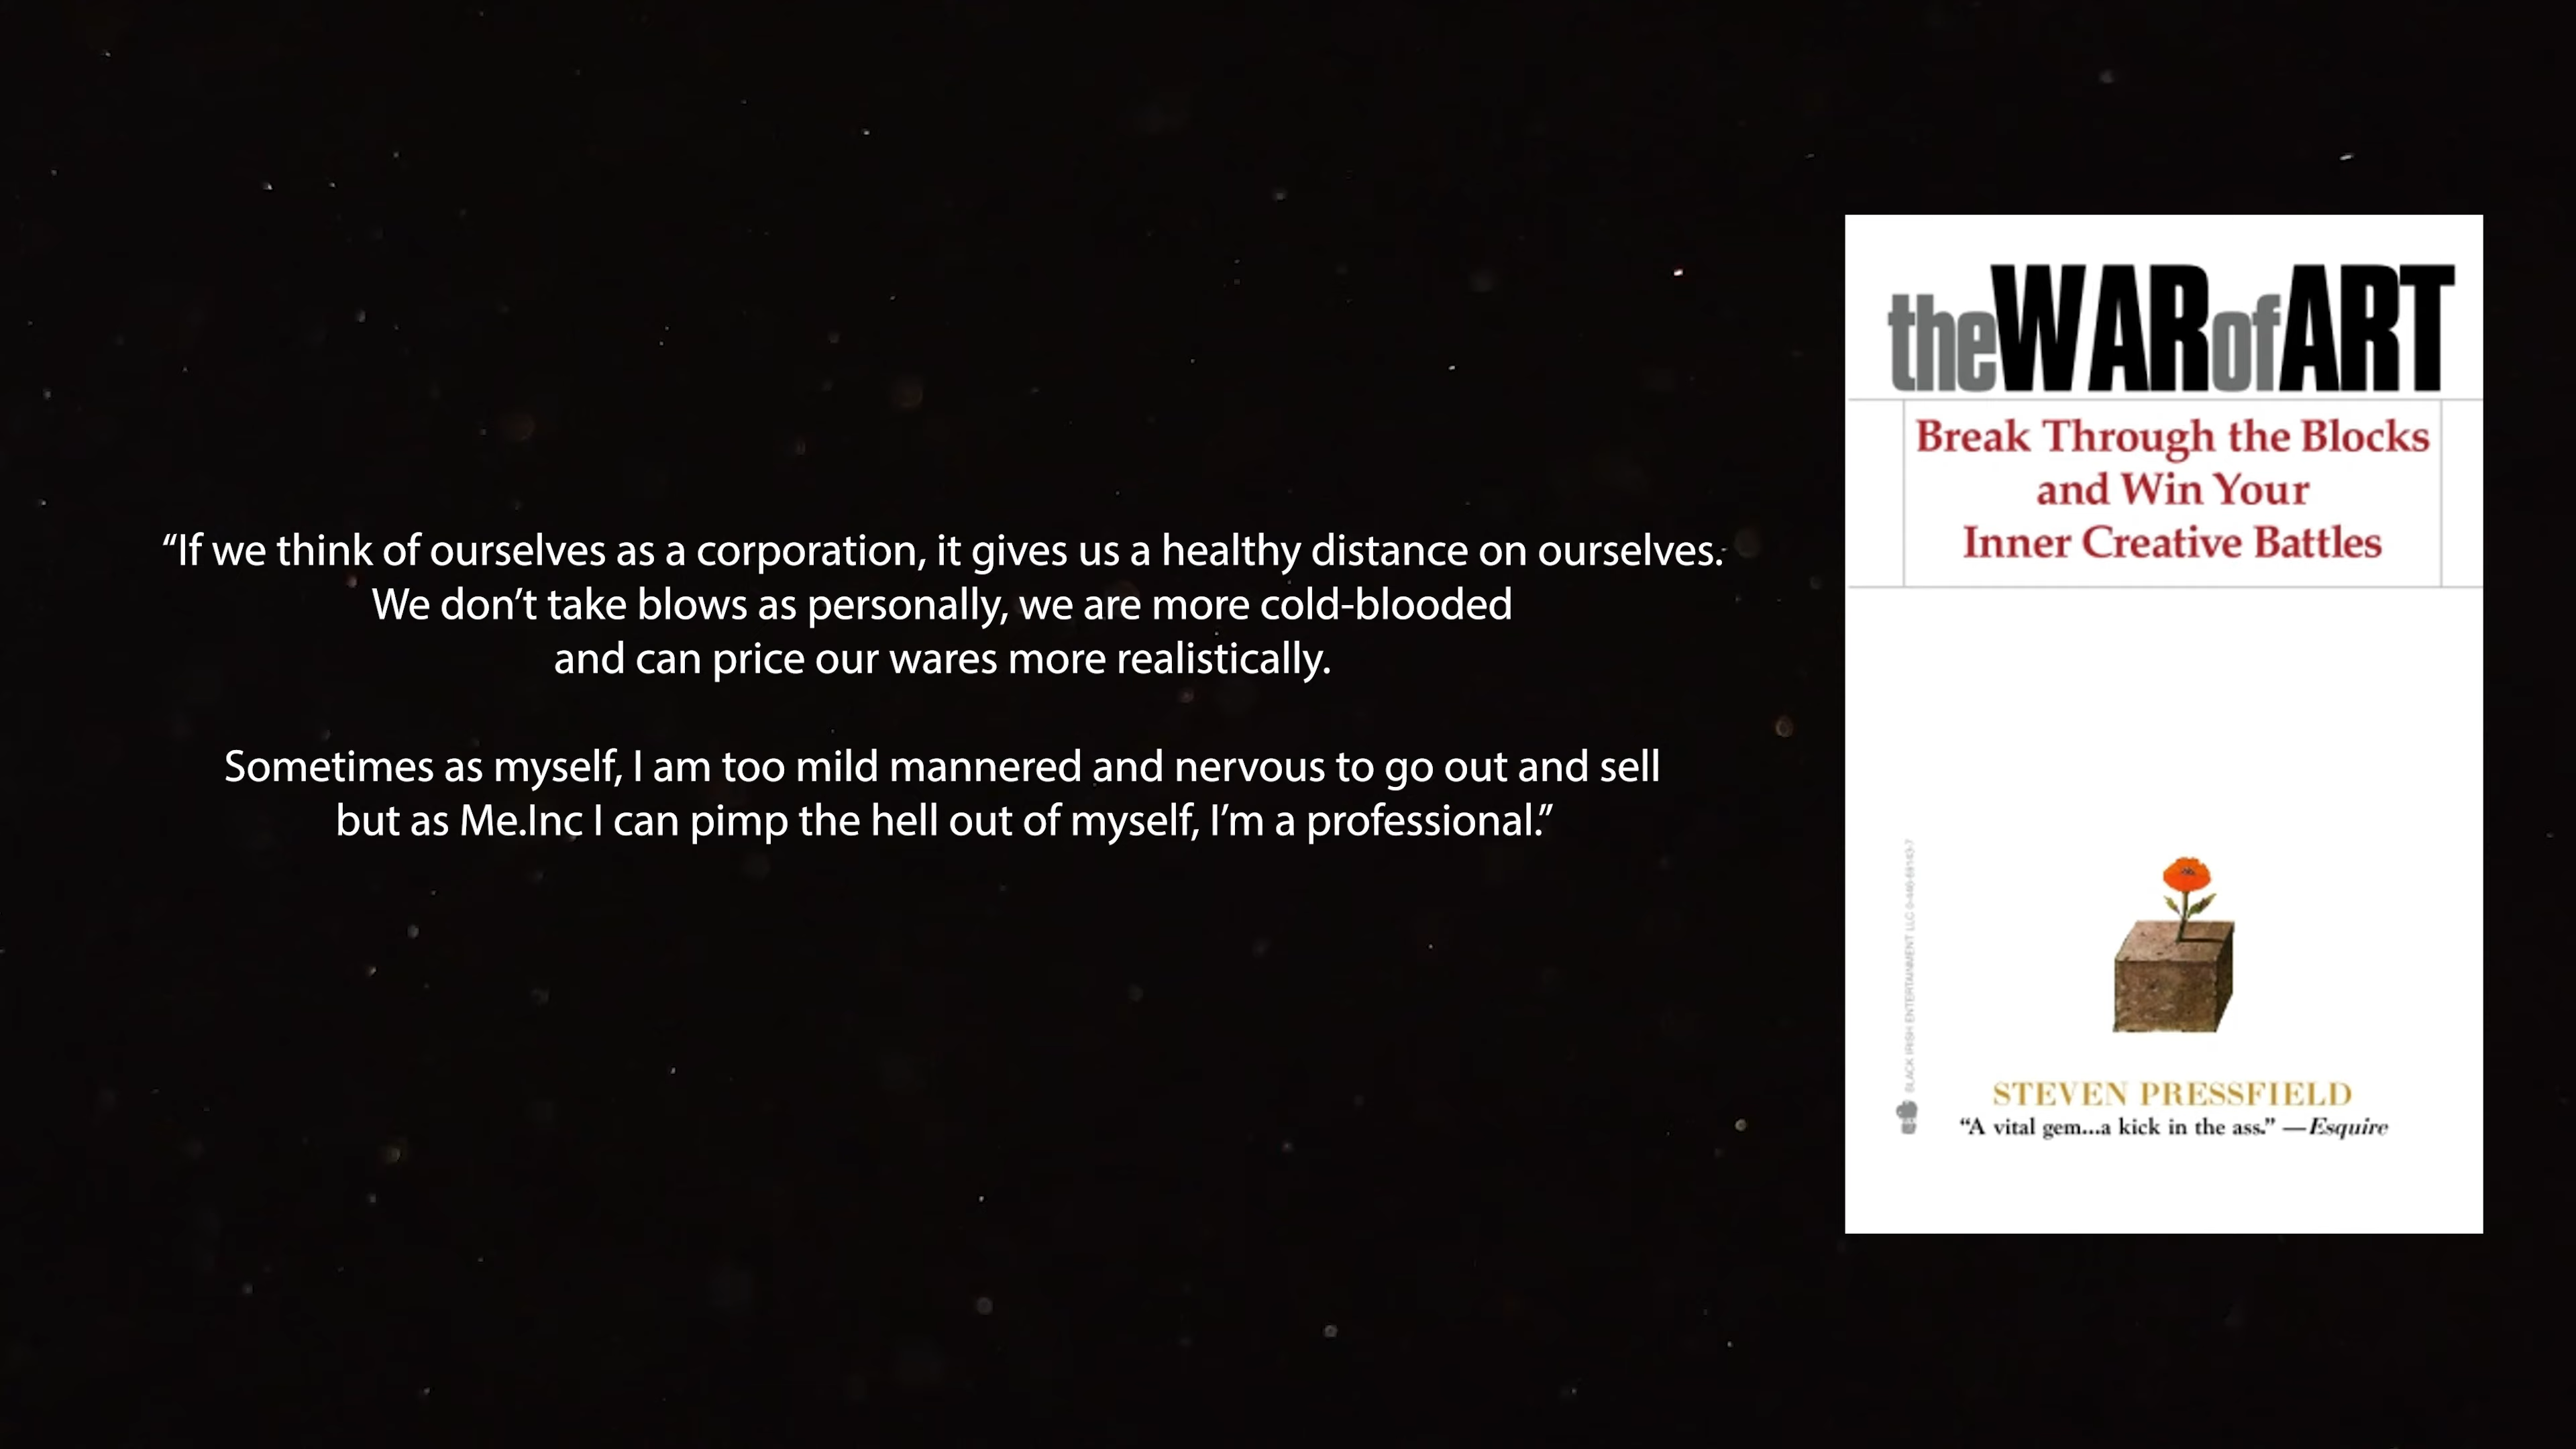 “If we think of ourselves as a corporation, it gives us a healthy distance on ourselves.
We don’t take blows as personally, we are more cold-blooded
and can price our wares more realistically.
Sometimes as myself, I am too mild mannered and nervous to go out and sell
but as Me.Inc I can pimp the hell out of myself, I’m a professional.”
theWARofART
Break Through the Blocks
and Win Your
Inner Creative Battles
BLACK IRISH ENTERTAINMENT LLC
STEVEN PRESSFIELD
“A vital gem...a kick in the ass.” —Esquire